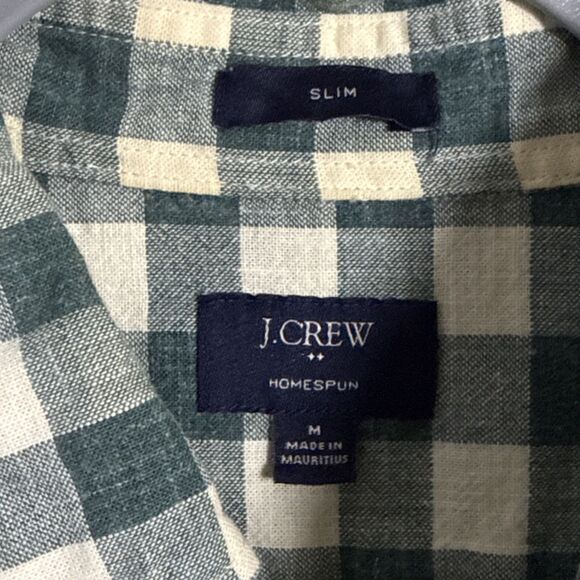 SLIM
J.CREW
HOMESPUN
M
MADE IN
MAURITIUS